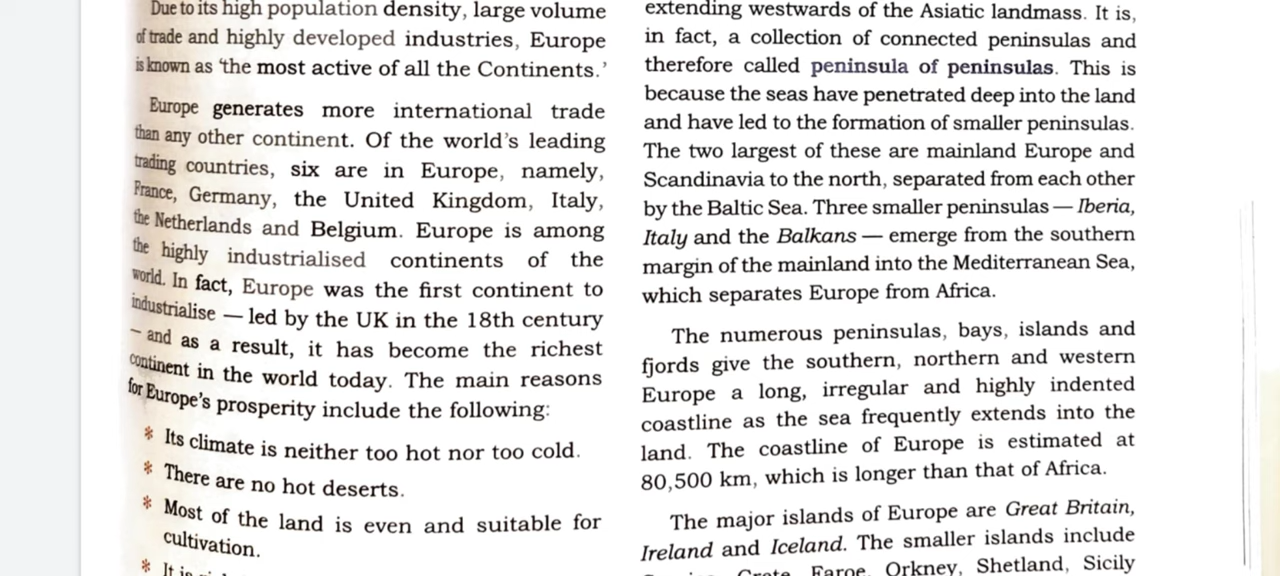 Due to its high population density, large volume
of trade and highly developed industries, Europe
is known as 'the most active of all the Continents.'
Europe generates more international trade
than any other continent. Of the world's leading
trading countries, six are in Europe, namely,
France, Germany, the United Kingdom, Italy,
the Netherlands and Belgium. Europe is among
the highly industrialised continents of the
world. In fact, Europe was the first continent to
industrialise — led by the UK in the 18th century
– and as a result, it has become the richest
continent in the world today. The main reasons
for Europe's prosperity include the following:
* Its climate is neither too hot nor too cold.
* There are no hot deserts.
* Most of the land is even and suitable for
cultivation.
* It is
extending westwards of the Asiatic landmass. It is,
in fact, a collection of connected peninsulas and
therefore called peninsula of peninsulas. This is
because the seas have penetrated deep into the land
and have led to the formation of smaller peninsulas.
The two largest of these are mainland Europe and
Scandinavia to the north, separated from each other
by the Baltic Sea. Three smaller peninsulas — Iberia,
Italy and the Balkans — emerge from the southern
margin of the mainland into the Mediterranean Sea,
which separates Europe from Africa.
The numerous peninsulas, bays, islands and
fjords give the southern, northern and western
Europe a long, irregular and highly indented
coastline as the sea frequently extends into the
land. The coastline of Europe is estimated at
80,500 km, which is longer than that of Africa.
The major islands of Europe are Great Britain,
Ireland and Iceland. The smaller islands include
Crete, Faroe, Orkney, Shetland, Sicily